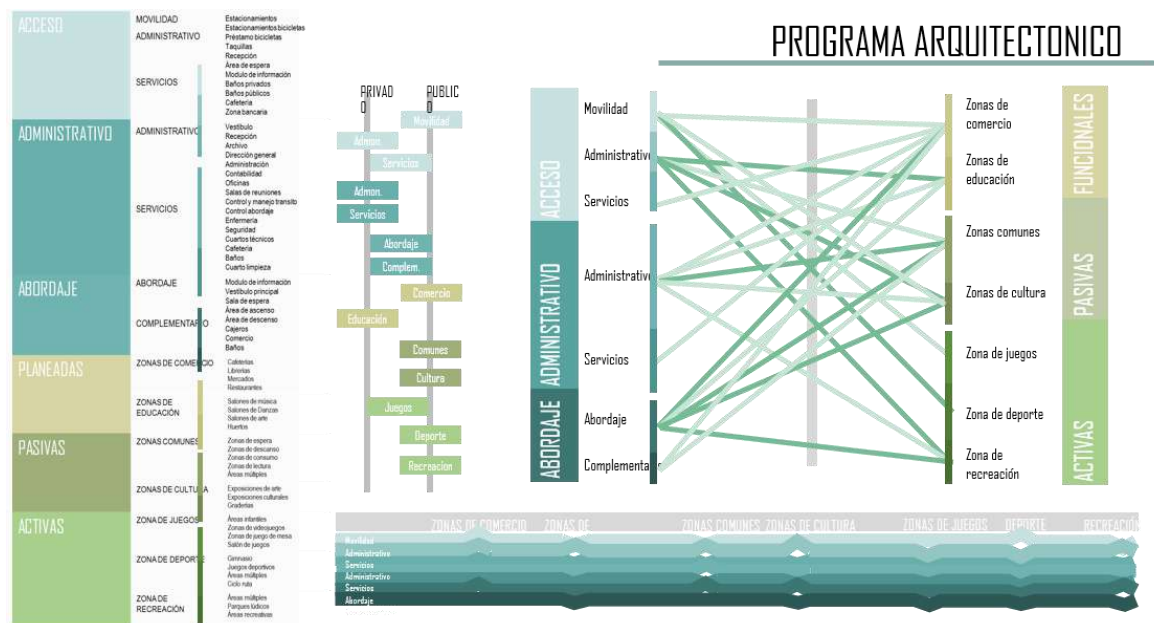 PROGRAMA ARQUITECTONICO
ACCESO
MOVILIDAD
Estacionamientos
Estacionamientos bicicletas
ADMINISTRATIVO
Préstamo bicicletas
Taquillas
Recepción
Área de espera
SERVICIOS
Modulo de información
Baños privados
Baños públicos
Cafetería
Zona bancaria
ADMINISTRATIVO
ADMINISTRATIVO
Vestíbulo
Recepción
Archivo
Dirección general
Administración
Contabilidad
Oficinas
Salas de reuniones
SERVICIOS
Control y manejo transito
Control abordaje
Enfermería
Seguridad
Cuartos técnicos
Cafetería
Baños
Cuarto limpieza
ABORDAJE
ABORDAJE
Modulo de información
Vestíbulo principal
Sala de espera
Área de ascenso
Área de descenso
COMPLEMENTARIO
Cajeros
Comercio
Baños
PLANEADAS
ZONAS DE COMERCIO
Cafeterías
Librerías
Mercados
Restaurantes
ZONAS DE
EDUCACIÓN
Salones de música
Salones de Danzas
Salones de arte
Huertos
PASIVAS
ZONAS COMUNES
Zonas de espera
Zonas de descanso
Zonas de consumo
Zonas de lectura
Áreas múltiples
ZONAS DE CULTURA
Exposiciones de arte
Exposiciones culturales
Graderías
ACTIVAS
ZONA DE JUEGOS
Áreas infantiles
Zonas de videojuegos
Zonas de juego de mesa
Salón de juegos
ZONA DE DEPORTE
Gimnasio
Juegos deportivos
Áreas múltiples
Ciclo ruta
ZONA DE
RECREACIÓN
Áreas múltiples
Parques lúdicos
Áreas recreativas
PRIVAD
O
PUBLIC
O
Movilidad
Admon.
Servicios
Admon.
Servicios
Abordaje
Complem.
Comercio
Educación
Comunes
Cultura
Juegos
Deporte
Recreacion
ACCESO
Movilidad
Administrativo
Servicios
ADMINISTRATIVO
Administrativo
Servicios
ABORDAJE
Abordaje
Complementa
Zonas de
comercio
Zonas de
educación
FUNCIONALES
Zonas comunes
Zonas de cultura
PASIVAS
Zona de juegos
Zona de deporte
Zona de
recreación
ACTIVAS
ZONAS DE COMERCIO ZONAS DE ZONAS COMUNES ZONAS DE CULTURA ZONAS DE JUEGOS DEPORTE RECREACIÓN
Movilidad
Administrativo
Servicios
Administrativo
Servicios
Abordaje